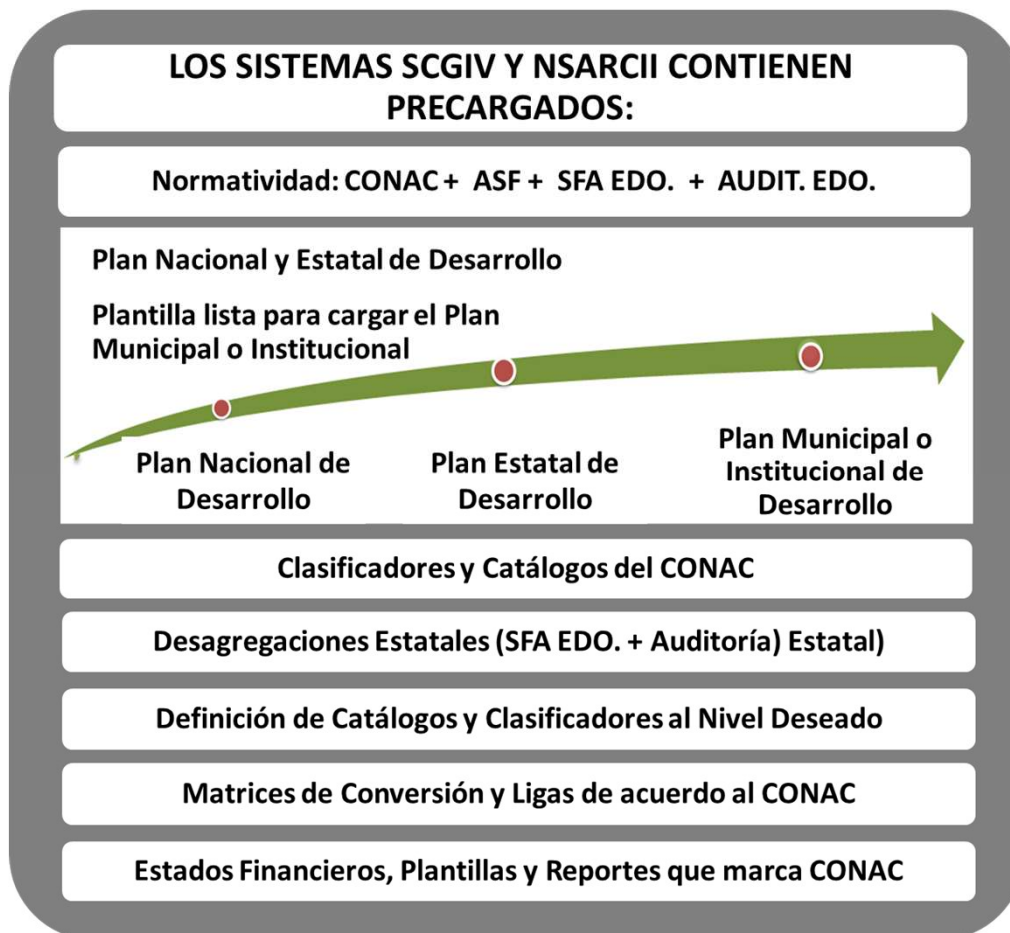 LOS SISTEMAS SCGIV Y NSARCII CONTIENEN
PRECARGADOS:
Normatividad: CONAC + ASF + SFA EDO. + AUDIT. EDO.
Plan Nacional y Estatal de Desarrollo
Plantilla lista para cargar el Plan
Municipal o Institucional
Plan Nacional de
Desarrollo
Plan Estatal de
Desarrollo
Plan Municipal o
Institucional de
Desarrollo
Clasificadores y Catálogos del CONAC
Desagregaciones Estatales (SFA EDO. + Auditoría) Estatal)
Definición de Catálogos y Clasificadores al Nivel Deseado
Matrices de Conversión y Ligas de acuerdo al CONAC
Estados Financieros, Plantillas y Reportes que marca CONAC